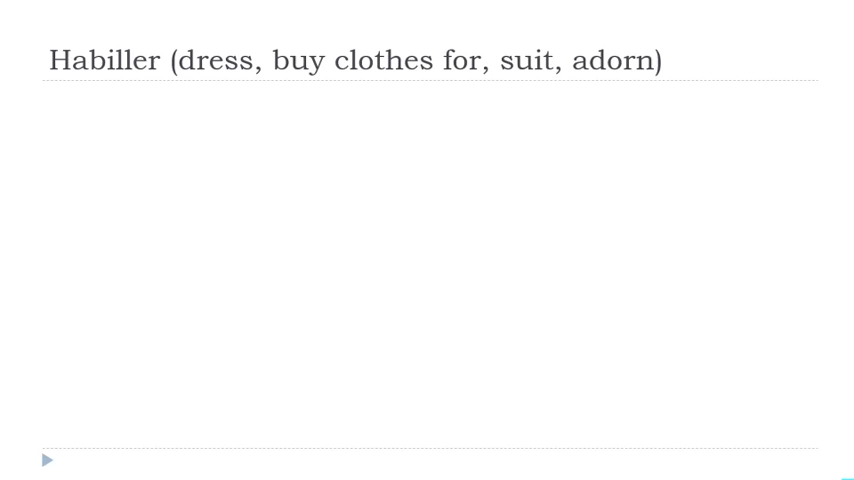 Habiller (dress, buy clothes for, suit, adorn)